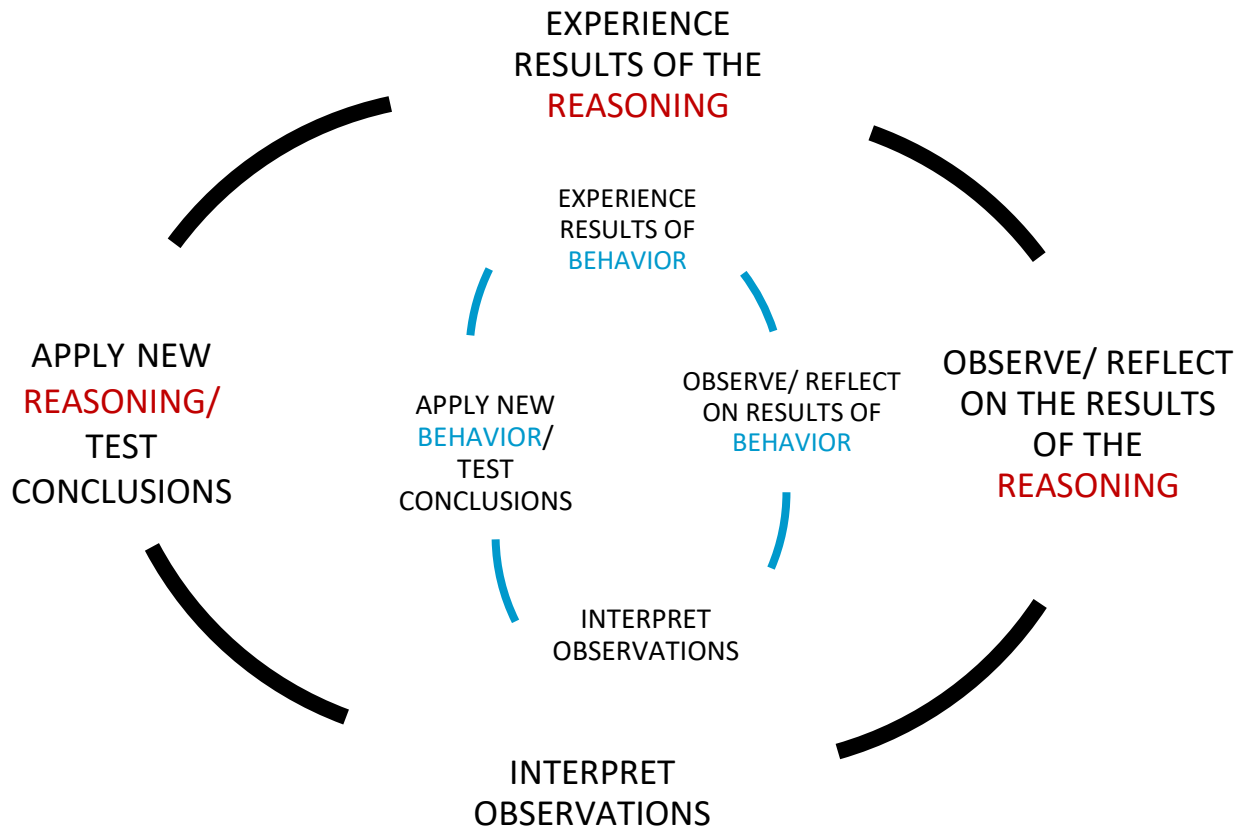 EXPERIENCE
RESULTS OF THE
REASONING
EXPERIENCE
RESULTS OF
BEHAVIOR
APPLY NEW
REASONING/
TEST
CONCLUSIONS
APPLY NEW
BEHAVIOR/
TEST
CONCLUSIONS
OBSERVE/ REFLECT
ON RESULTS OF
BEHAVIOR
OBSERVE/ REFLECT
ON THE RESULTS
OF THE
REASONING
INTERPRET
OBSERVATIONS
INTERPRET
OBSERVATIONS